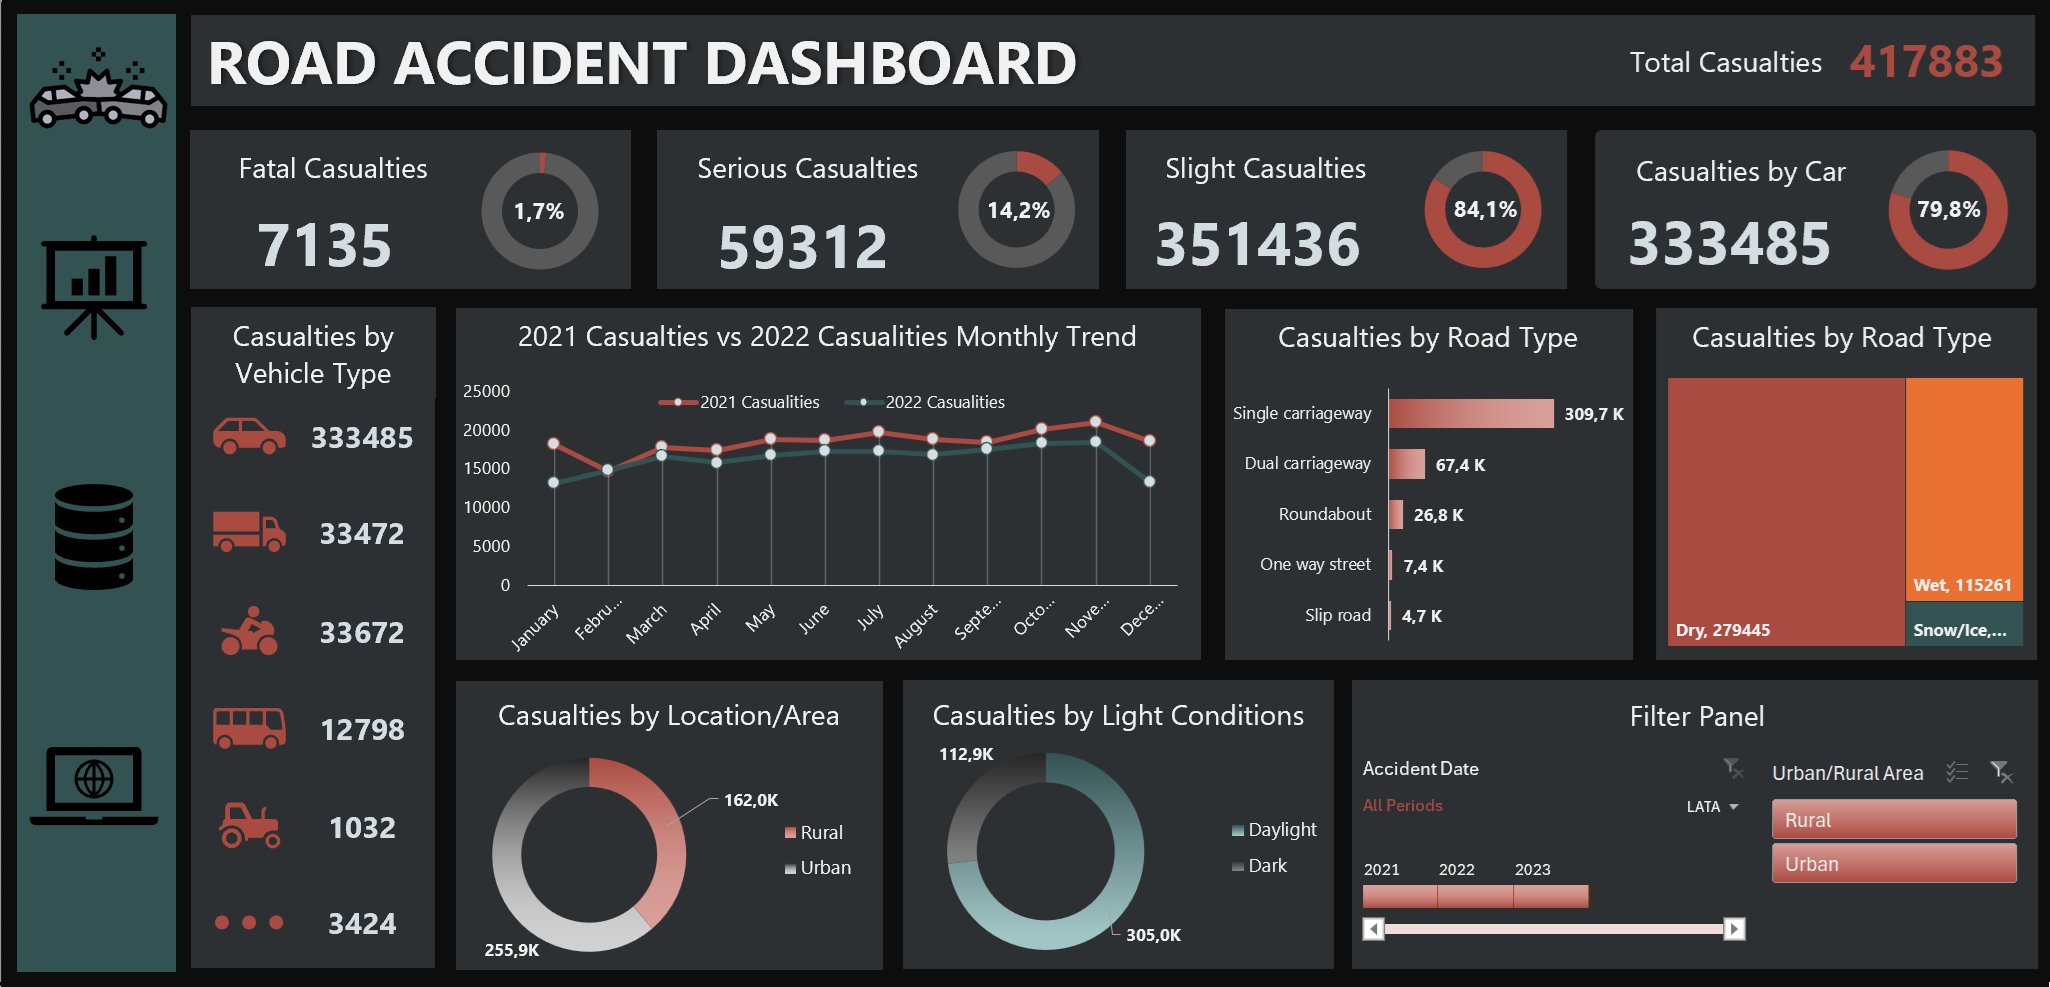 ROAD ACCIDENT DASHBOARD
Total Casualties 417883
Fatal Casualties
7135
1,7%
Serious Casualties
59312
14,2%
Slight Casualties
351436
84,1%
Casualties by Car
333485
79,8%
Casualties by
Vehicle Type
333485
33472
33672
12798
1032
3424
2021 Casualties vs 2022 Casualities Monthly Trend
2021 Casualities
2022 Casualities
25000
20000
15000
10000
5000
0
January
Febru...
March
April
May
June
July
August
Septe...
Octo...
Nove...
Dece...
Casualties by Road Type
Single carriageway 309,7 K
Dual carriageway 67,4 K
Roundabout 26,8 K
One way street 7,4 K
Slip road 4,7 K
Casualties by Road Type
Dry, 279445
Wet, 115261
Snow/Ice,...
Casualties by Location/Area
162,0K
Rural
Urban
255,9K
Casualties by Light Conditions
112,9K
Daylight
Dark
305,0K
Filter Panel
Accident Date
All Periods
LATA
2021 2022 2023
Urban/Rural Area
Rural
Urban